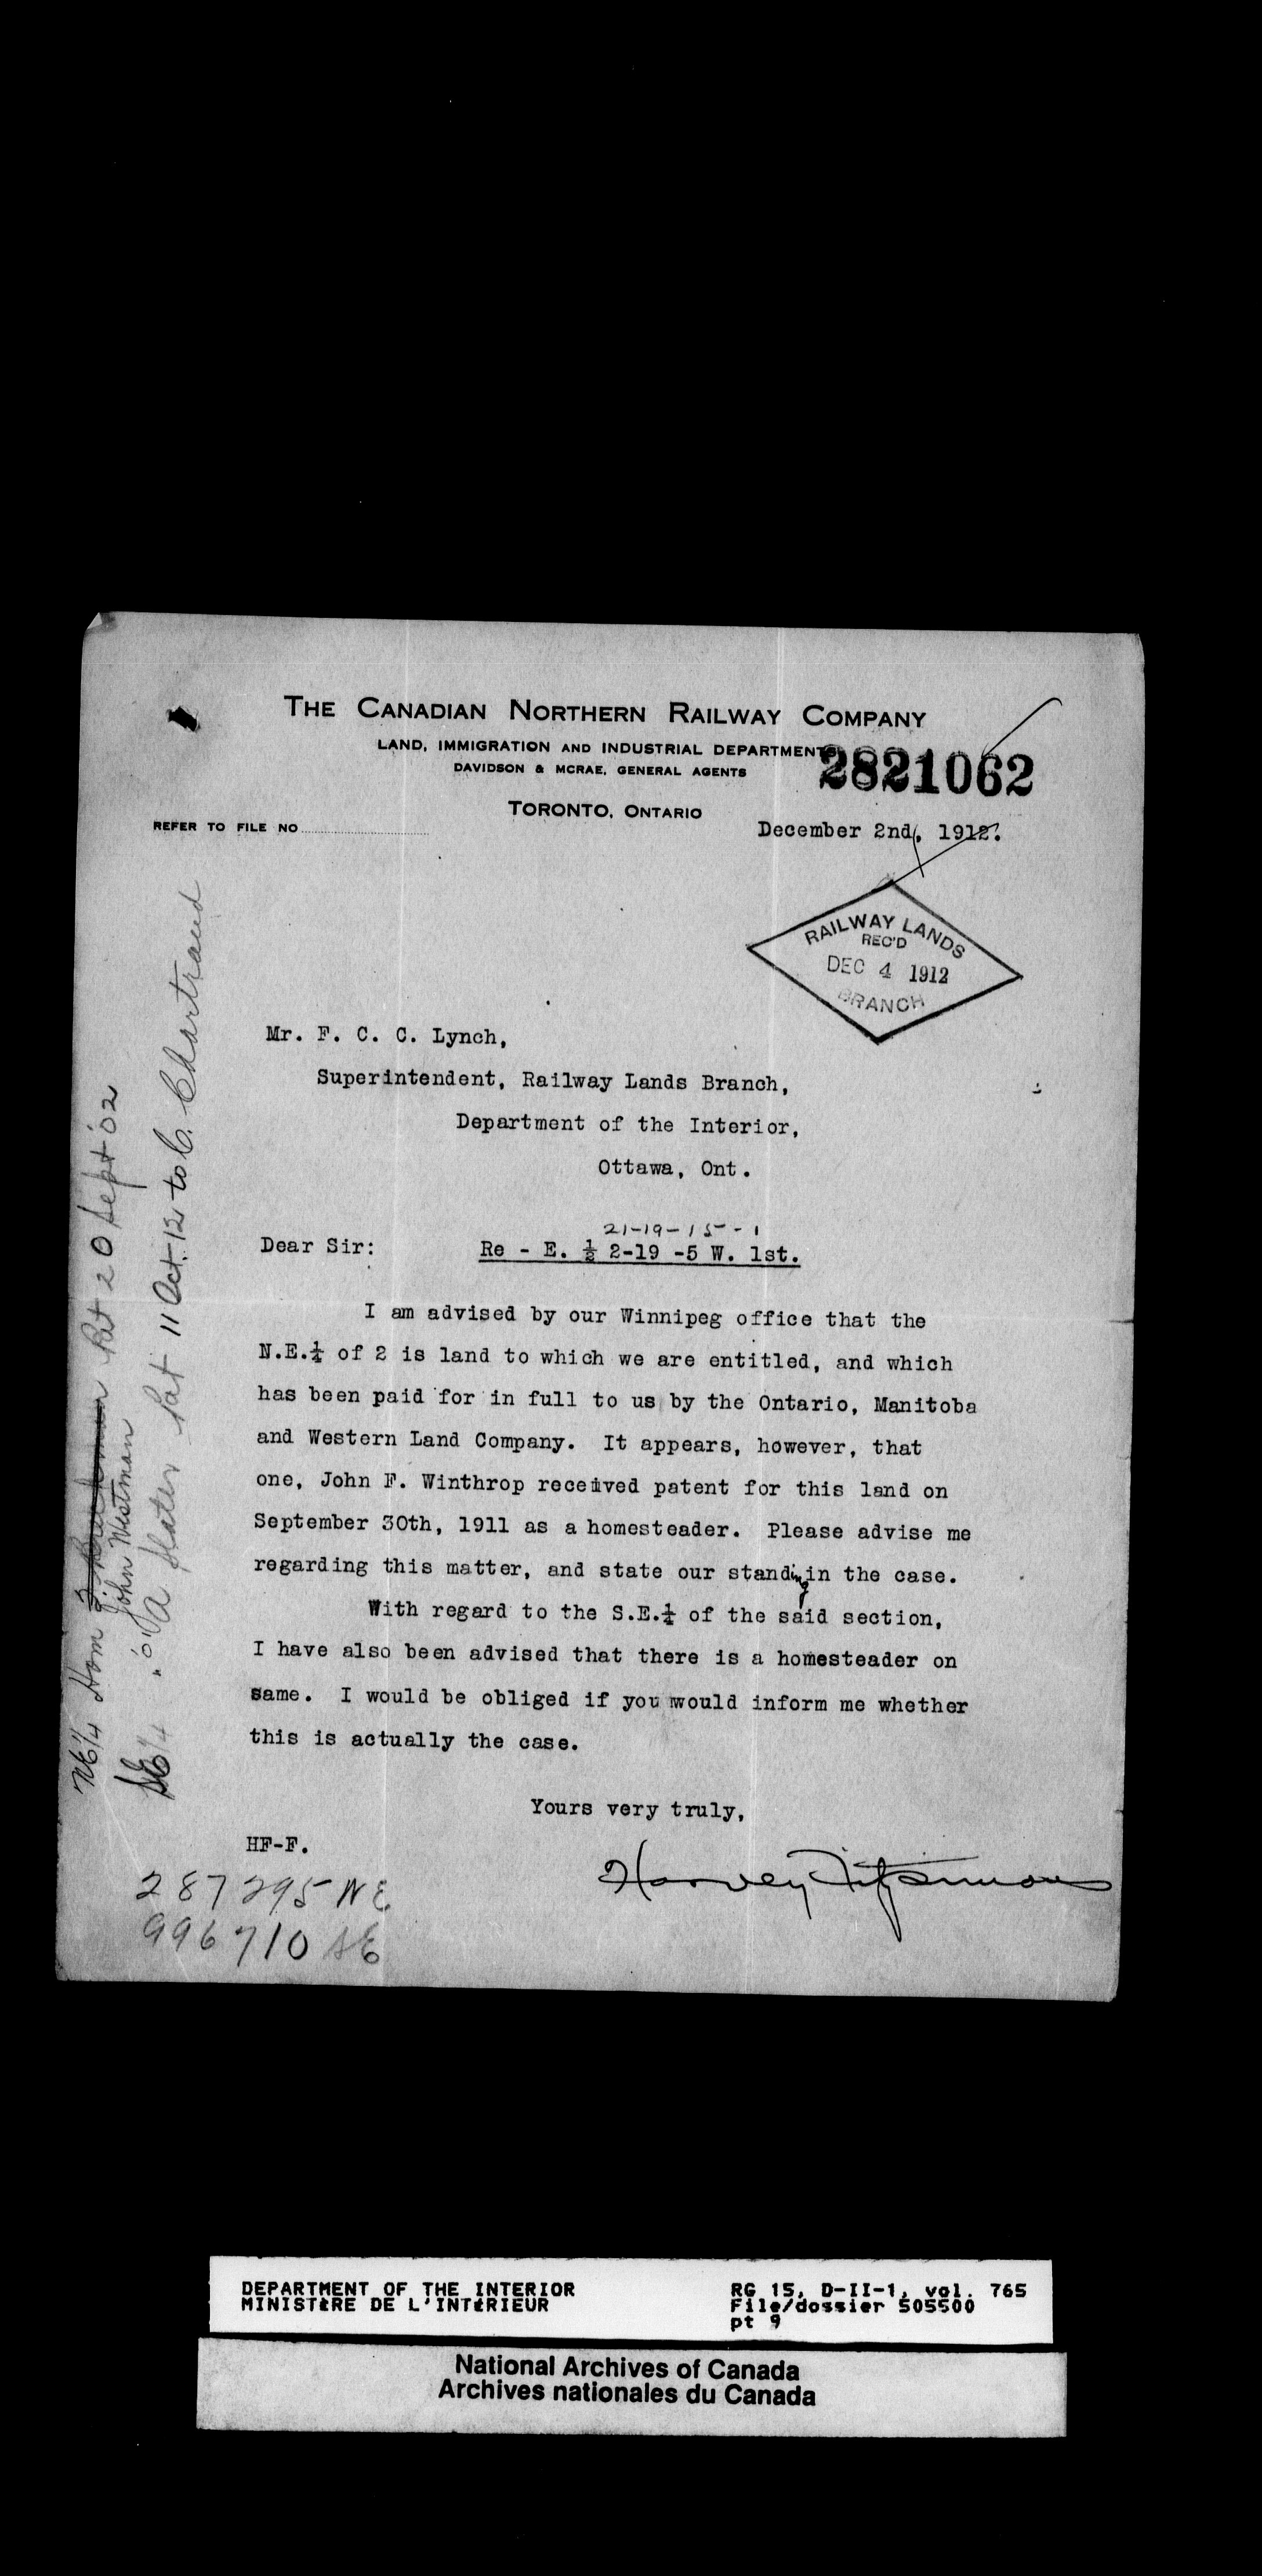 THE CANADIAN NORTHERN RAILWAY COMPANY
LAND, IMMIGRATION AND INDUSTRIAL DEPARTMENT
DAVIDSON & MCRAE, GENERAL AGENTS
2821062
TORONTO, ONTARIO
REFER TO FILE NO
December 2nd, 1912.
RAILWAY LANDS
REC'D
DEC 4 1912
BRANCH
Mr. F. C. C. Lynch,
Superintendent, Railway Lands Branch,
Department of the Interior,
Ottawa, Ont.
21-19-15--1
Dear Sir: Re - E. ½ 2-19 -5 W. 1st.
I am advised by our Winnipeg office that the
N.E.¼ of 2 is land to which we are entitled, and which
has been paid for in full to us by the Ontario, Manitoba
and Western Land Company. It appears, however, that
one, John F. Winthrop received patent for this land on
September 30th, 1911 as a homesteader. Please advise me
regarding this matter, and state our standing in the case.
With regard to the S.E.¼ of the said section,
I have also been advised that there is a homesteader on
same. I would be obliged if you would inform me whether
this is actually the case.
Yours very truly,
HF-F.
Harvey Fitzsimmons
287295 NE
996710 SE
NE¼ Hom J. Pat 20 Sept '02
John Westman
SE¼ " " a Slater Pat 11 Oct. 12 to C. Chartrand
DEPARTMENT OF THE INTERIOR
MINISTÈRE DE L'INTÉRIEUR
RG 15, D-II-1, vol. 765
File/dossier 505500
pt 9
National Archives of Canada
Archives nationales du Canada